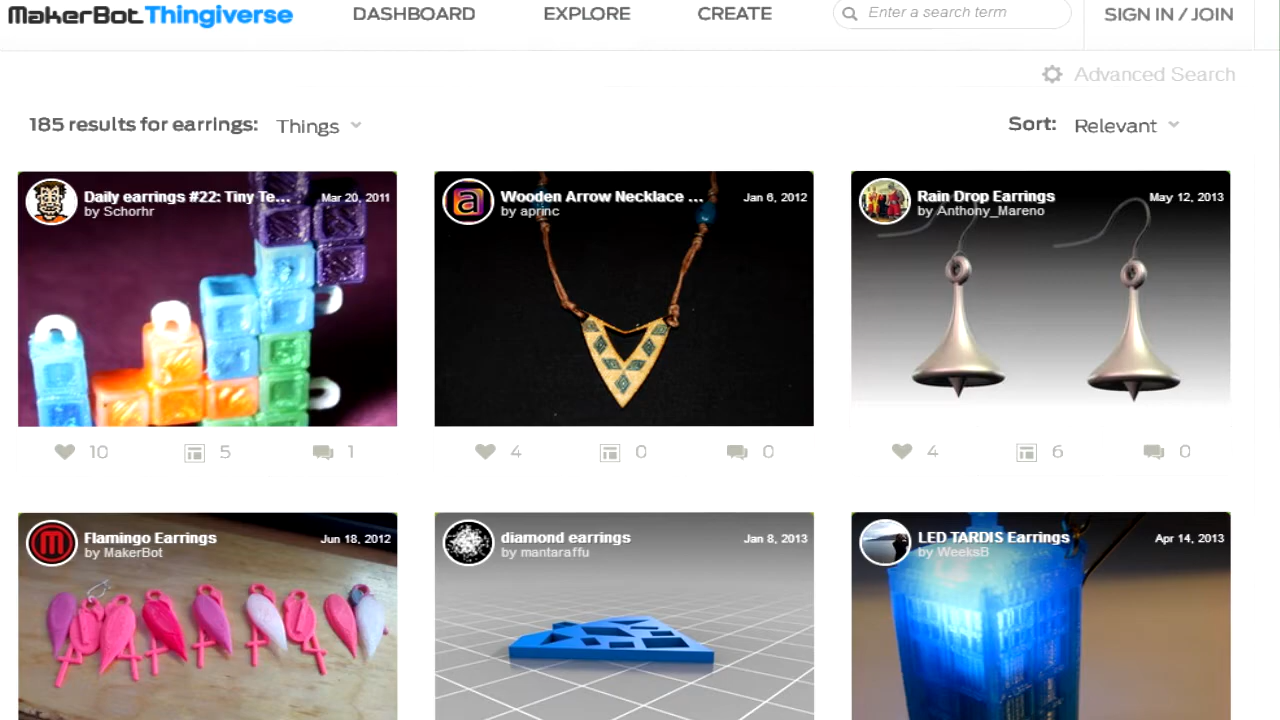 MakerBot Thingiverse DASHBOARD EXPLORE CREATE Enter a search term SIGN IN / JOIN
Advanced Search
185 results for earrings: Things Sort: Relevant
Daily earrings #22: Tiny Te... Mar 20, 2011
by Schorhr
Wooden Arrow Necklace ... Jan 6, 2012
by aprinc
Rain Drop Earrings May 12, 2013
by Anthony_Mareno
10 5 1
4 0 0
4 6 0
Flamingo Earrings Jun 18, 2012
by MakerBot
diamond earrings Jan 8, 2013
by mantaraffu
LED TARDIS Earrings Apr 14, 2013
by WeeksB